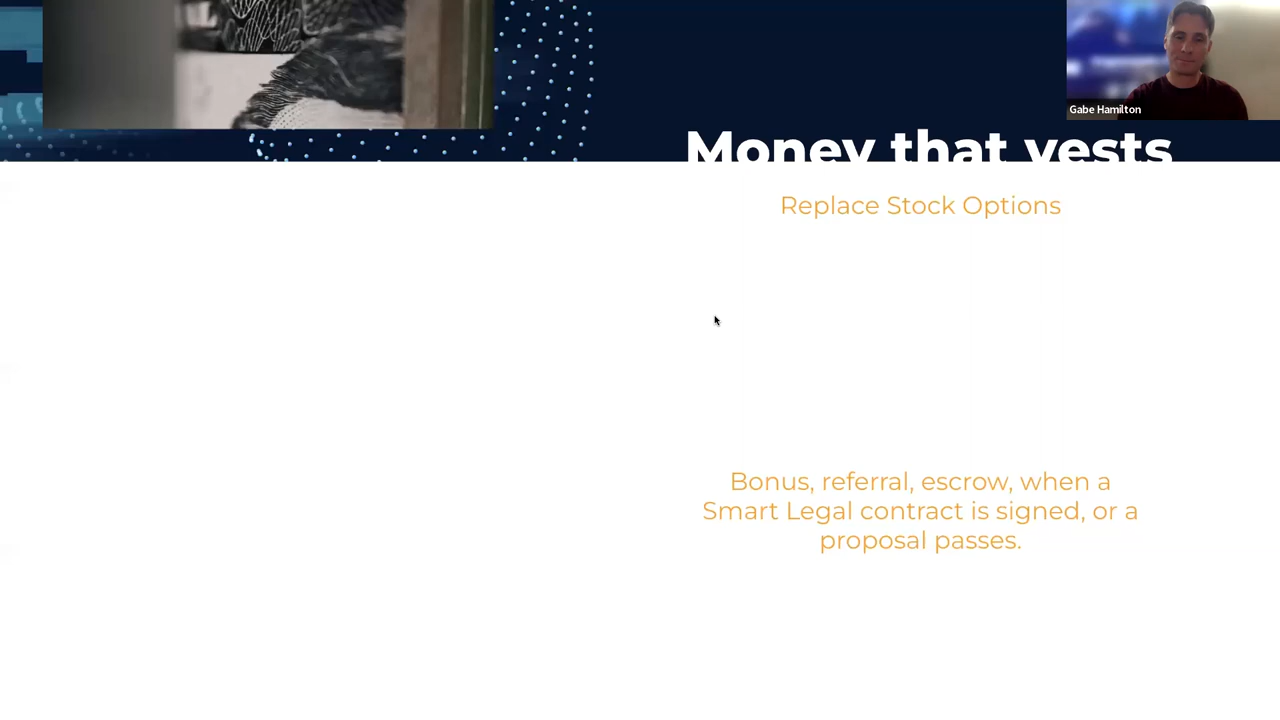 Gabe Hamilton
Money that vests
Replace Stock Options
Bonus, referral, escrow, when a
Smart Legal contract is signed, or a
proposal passes.